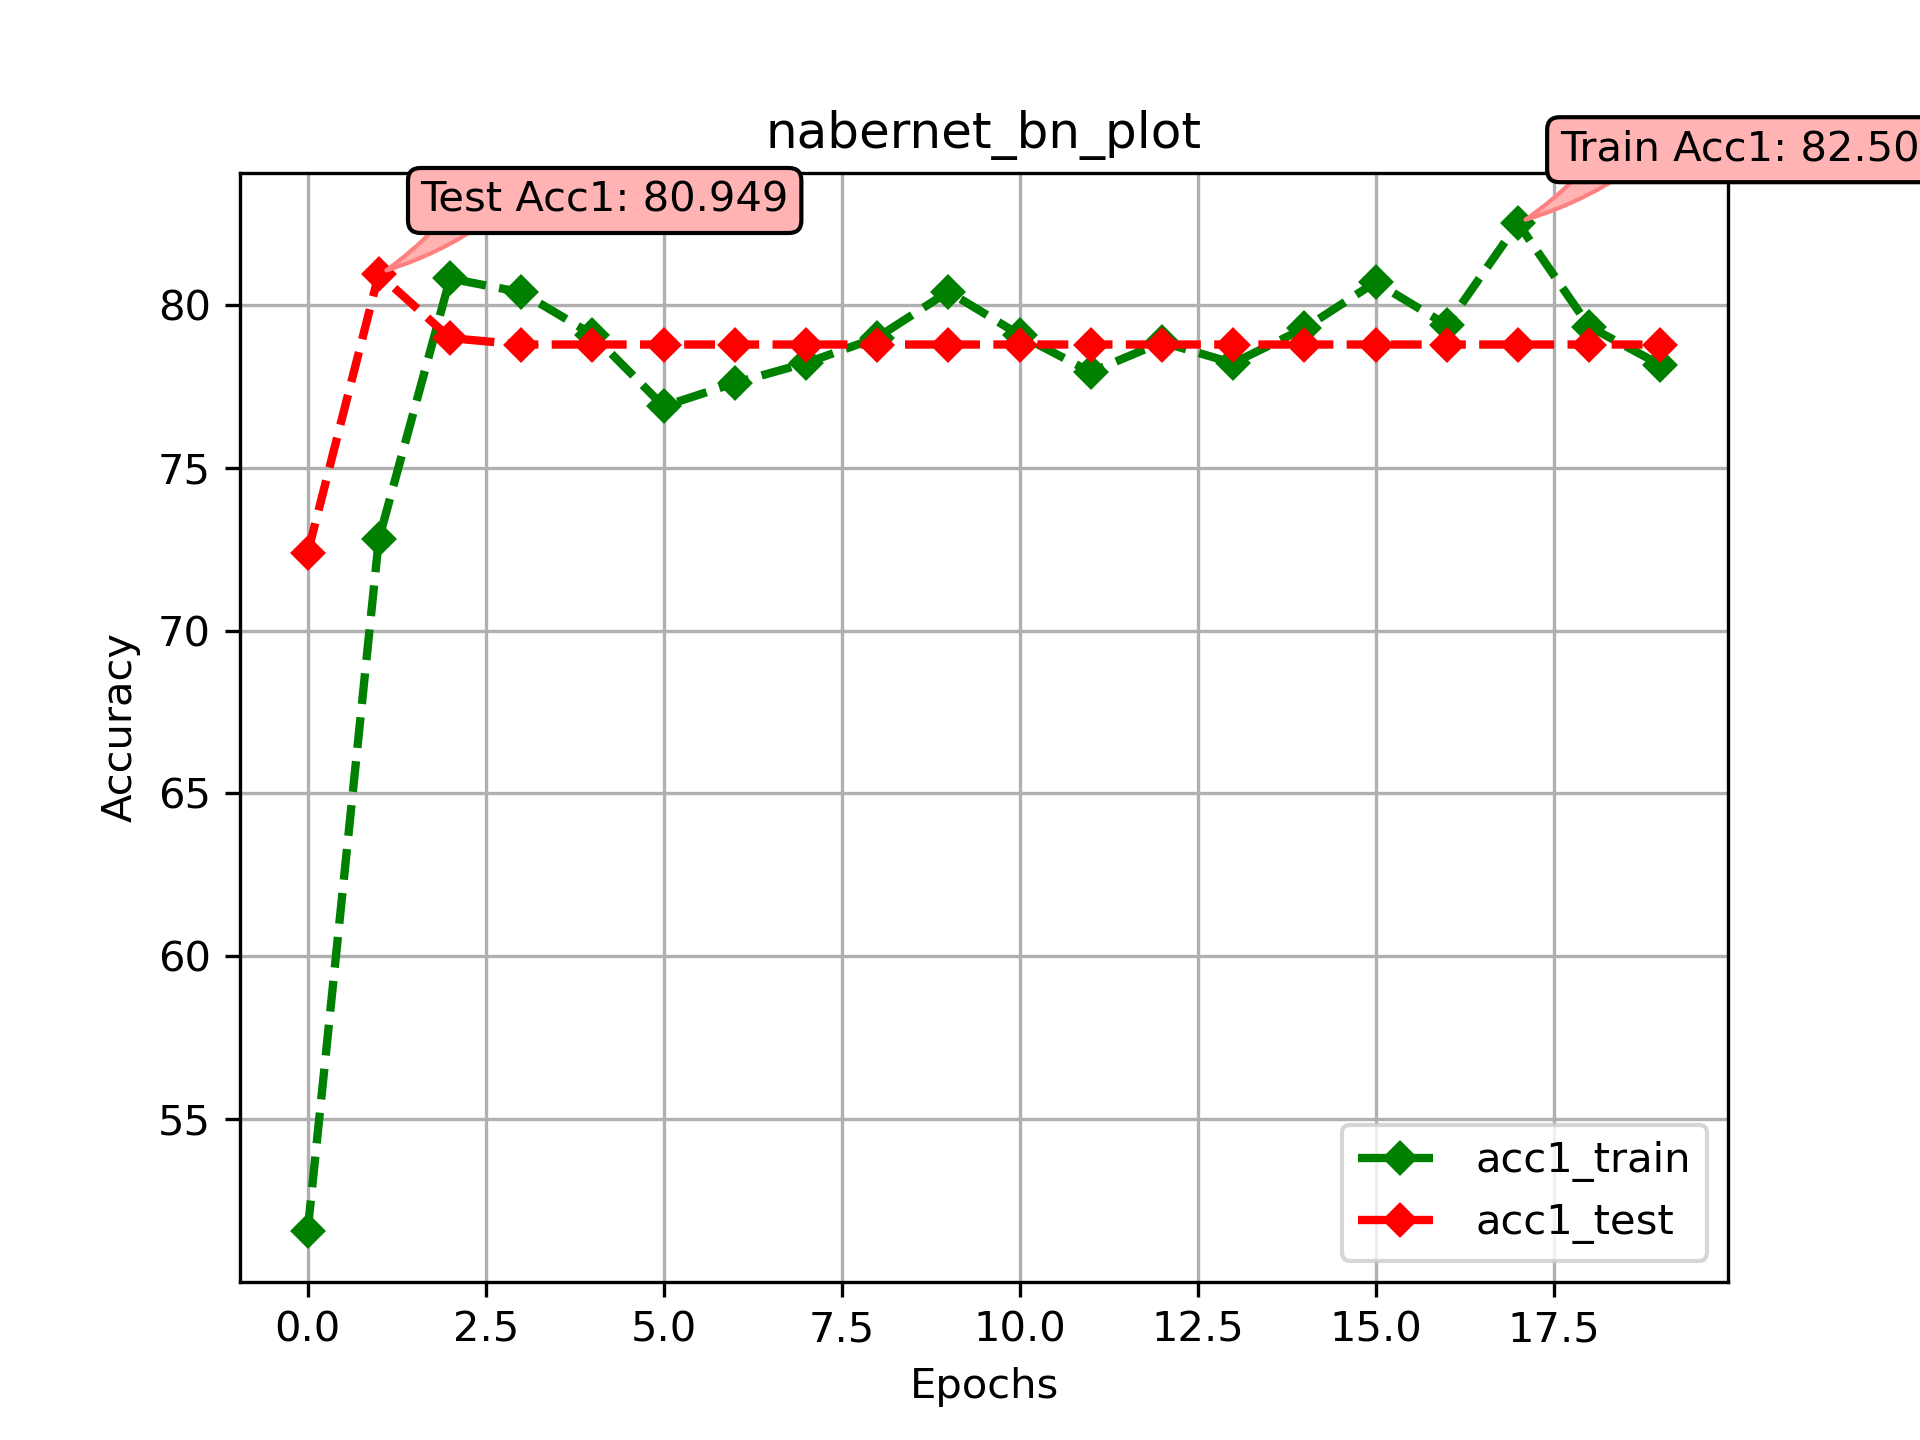 nabernet_bn_plot
Train Acc1: 82.50
Test Acc1: 80.949
80
75
70
65
60
55
Accuracy
acc1_train
acc1_test
0.0 2.5 5.0 7.5 10.0 12.5 15.0 17.5
Epochs